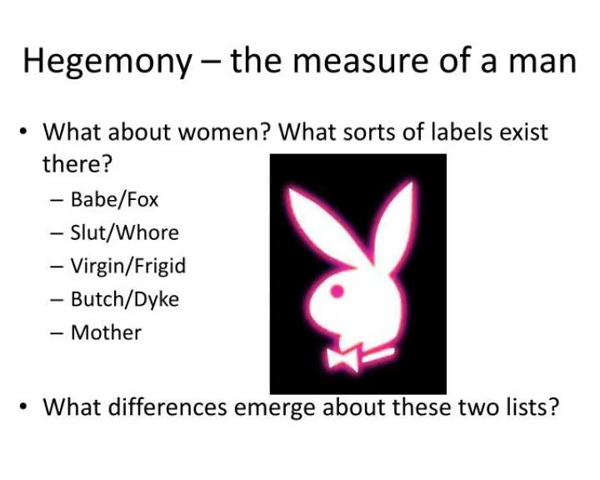 Hegemony – the measure of a man
• What about women? What sorts of labels exist
there?
– Babe/Fox
– Slut/Whore
– Virgin/Frigid
– Butch/Dyke
– Mother
• What differences emerge about these two lists?